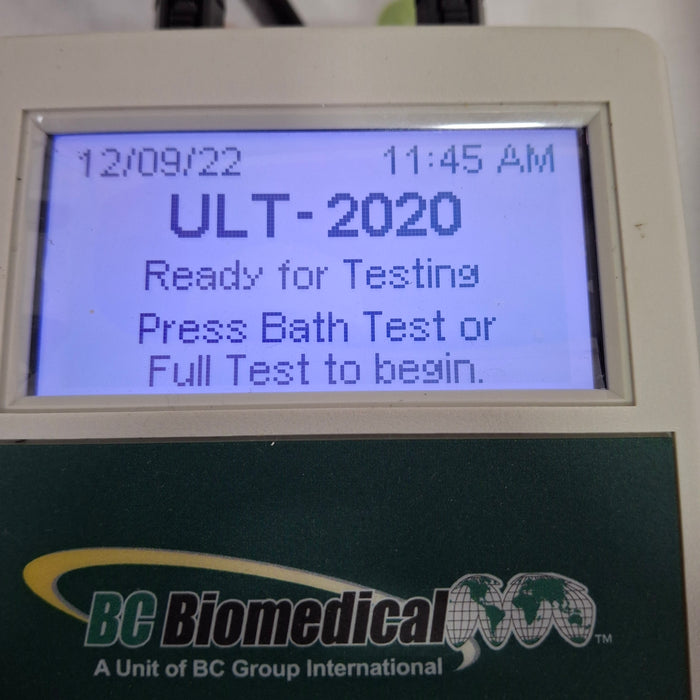 12/09/22 11:45 AM
ULT-2020
Ready for Testing
Press Bath Test or
Full Test to begin.
BC Biomedical TM
A Unit of BC Group International